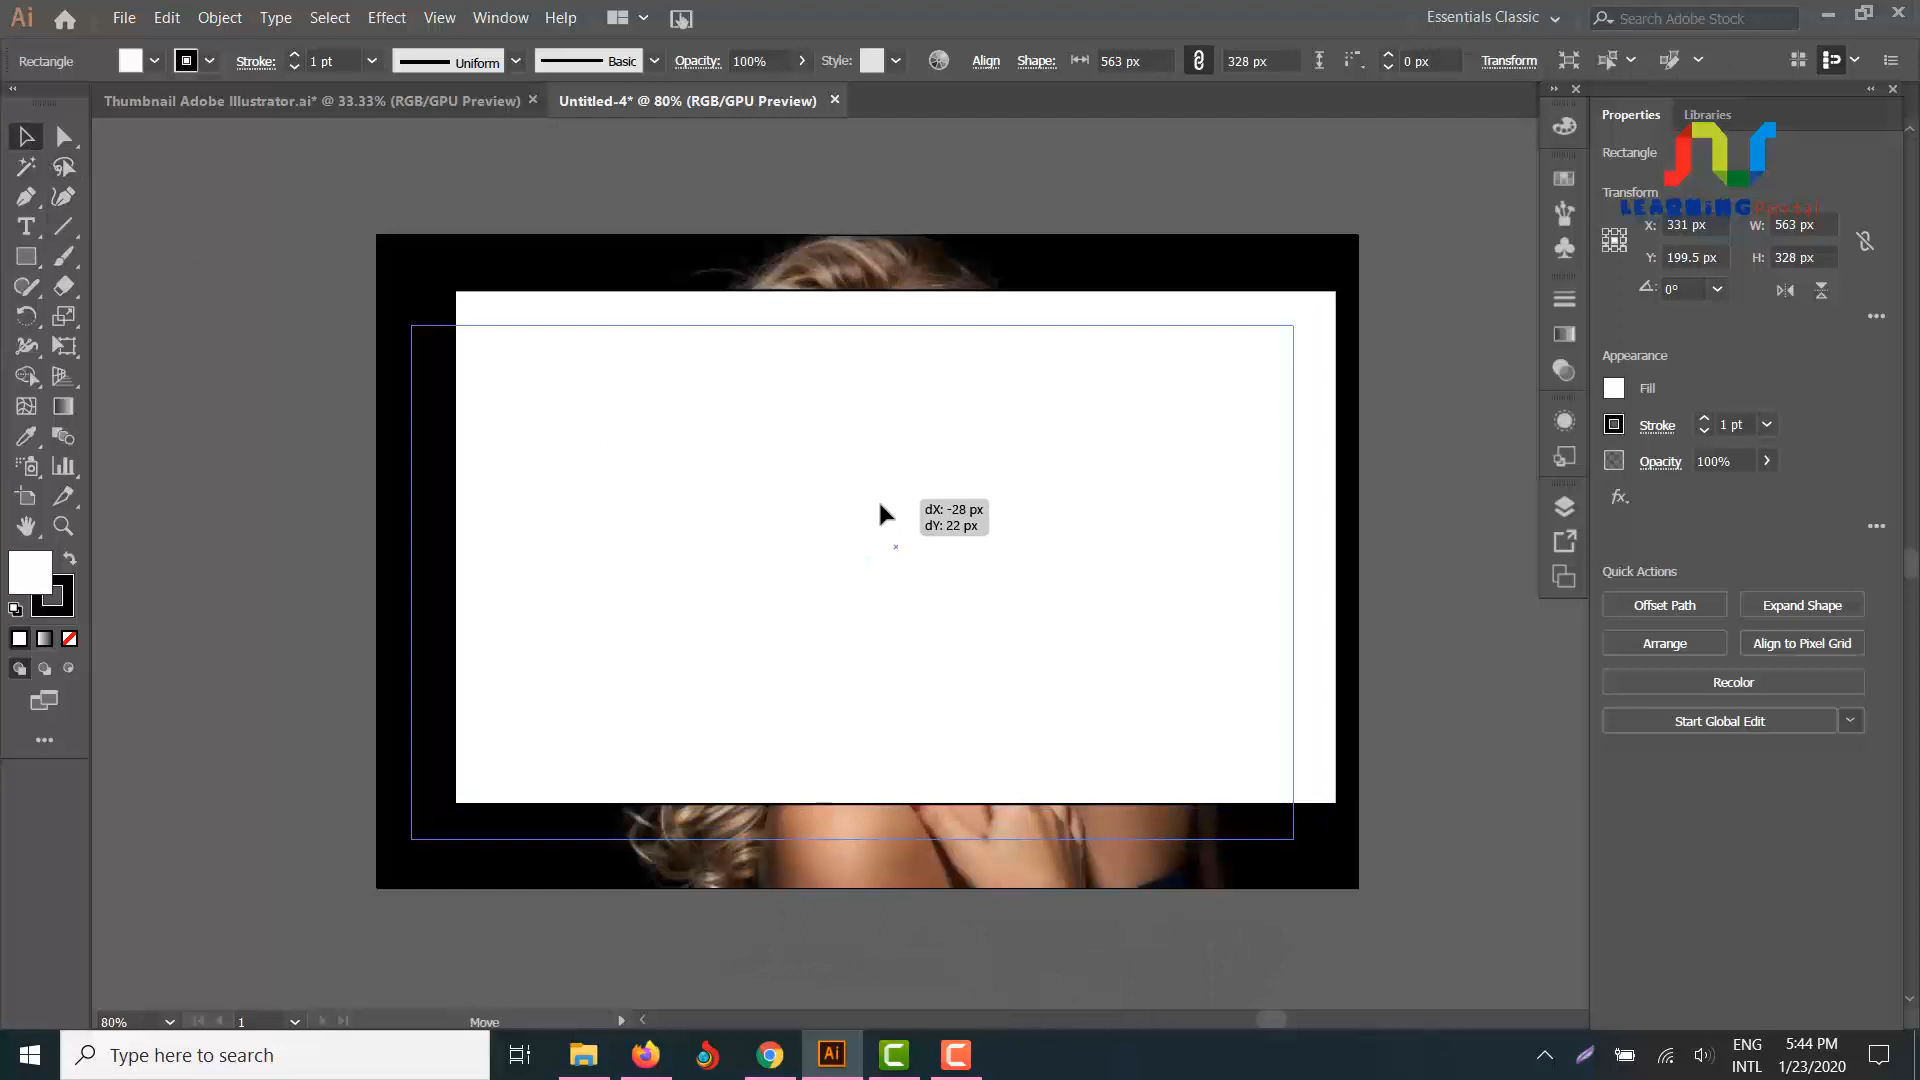 Ai File Edit Object Type Select Effect View Window Help Essentials Classic Search Adobe Stock
Rectangle Stroke: 1 pt Uniform Basic Opacity: 100% Style: Align Shape: 563 px 328 px 0 px Transform
Thumbnail Adobe Illustrator.ai* @ 33.33% (RGB/GPU Preview) Untitled-4* @ 80% (RGB/GPU Preview)
Properties Libraries
Rectangle
Transform
LEARNING Portal
X: 331 px W: 563 px
Y: 199.5 px H: 328 px
0°
Appearance
Fill
Stroke 1 pt
Opacity 100%
fx.
dX: -28 px
dY: 22 px
Quick Actions
Offset Path Expand Shape
Arrange Align to Pixel Grid
Recolor
Start Global Edit
80% 1 Move
Type here to search
Ai
ENG
INTL
5:44 PM
1/23/2020